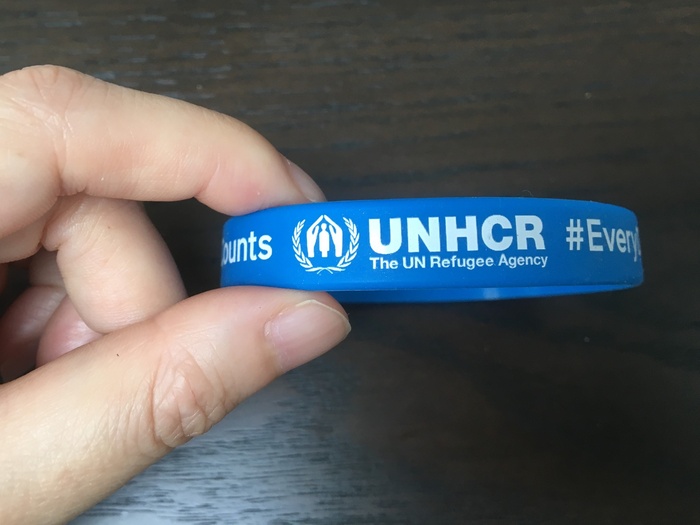 ounts
UNHCR
The UN Refugee Agency
#Every